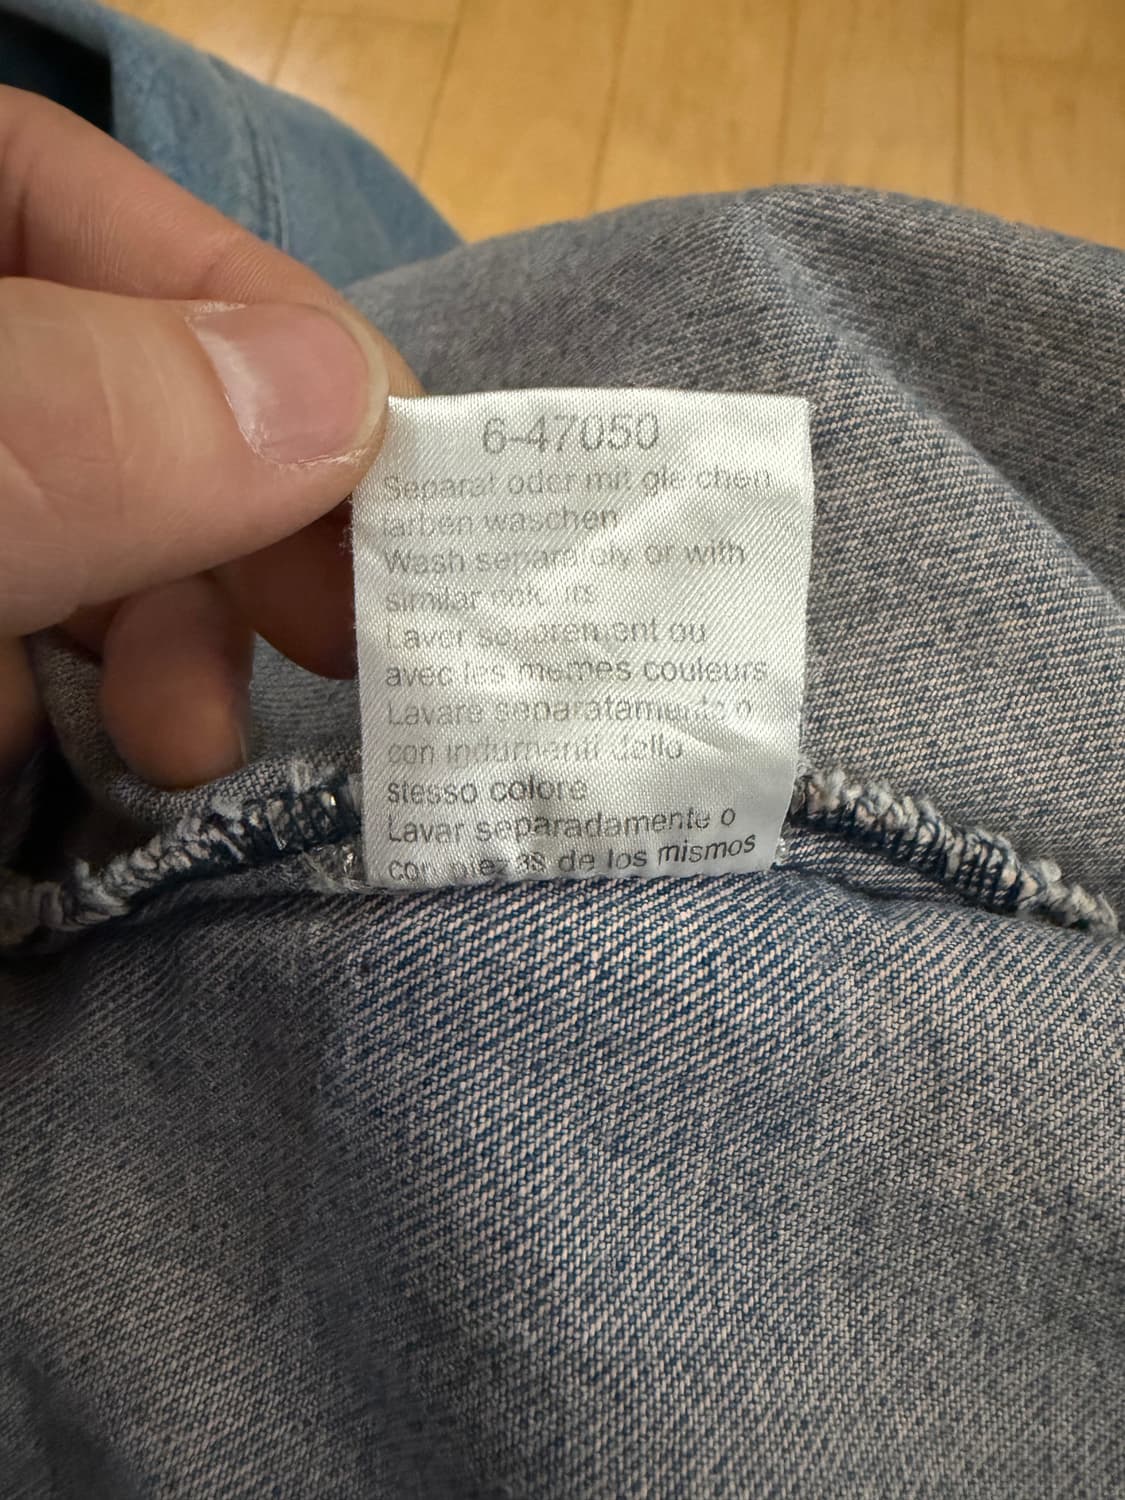 6-47050
Separat oder mit gleichen
farben waschen
Wash separately or with
similar colours
Laver separement ou
avec les memes couleurs
Lavare separatamente o
con indumenti dello
stesso colore
Lavar separadamente o
con piezas de los mismos